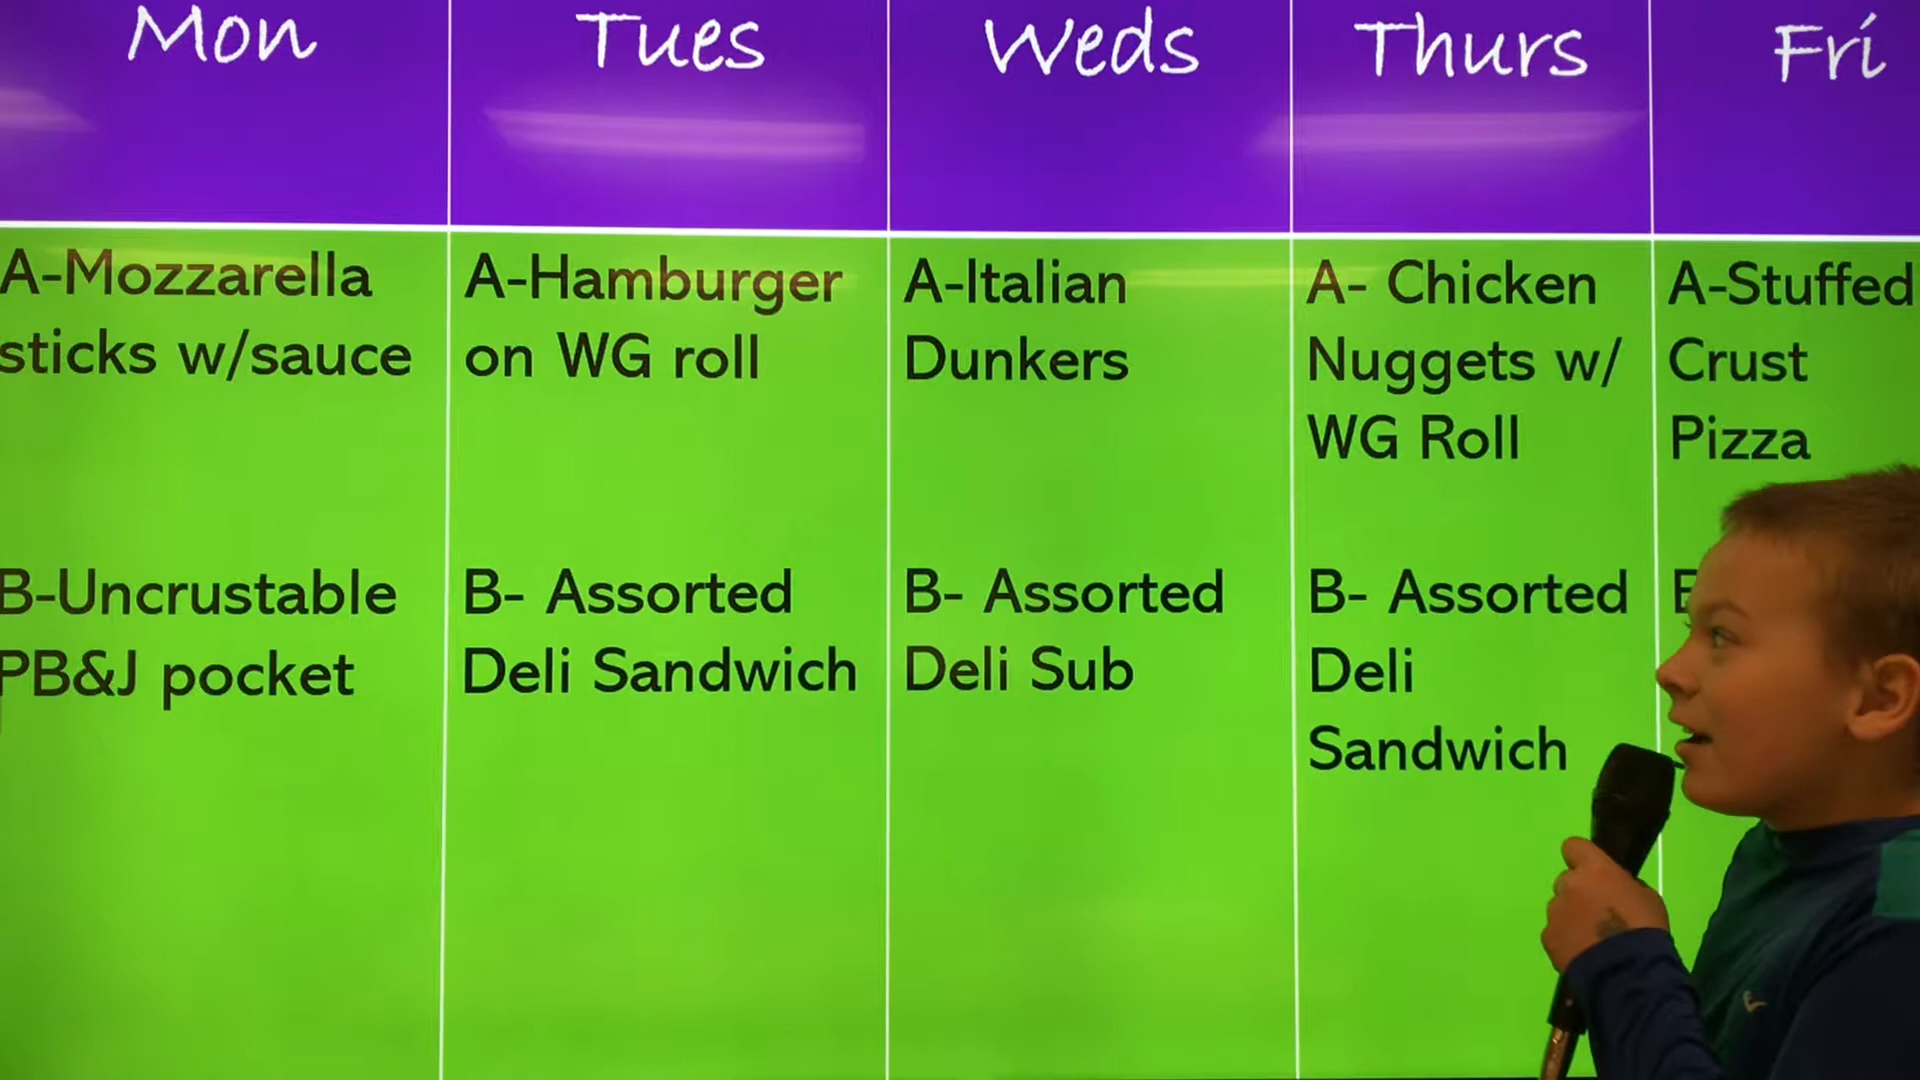 Mon
Tues
Weds
Thurs
Fri
A-Mozzarella
sticks w/sauce
B-Uncrustable
PB&J pocket
A-Hamburger
on WG roll
B- Assorted
Deli Sandwich
A-Italian
Dunkers
B- Assorted
Deli Sub
A- Chicken
Nuggets w/
WG Roll
B- Assorted
Deli
Sandwich
A-Stuffed
Crust
Pizza